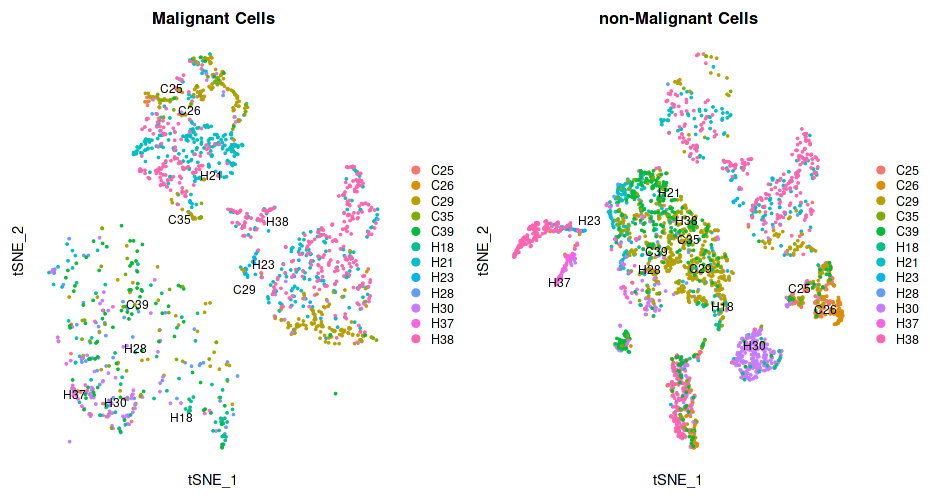 Malignant Cells
C25
C26
H21
C35
H38
H23
C29
C39
H28
H37
H30
H18
tSNE_2
tSNE_1
C25
C26
C29
C35
C39
H18
H21
H23
H28
H30
H37
H38
non-Malignant Cells
H21
H23
H38
C35
C39
H28
C29
H37
C25
H18
C26
H30
tSNE_2
tSNE_1
C25
C26
C29
C35
C39
H18
H21
H23
H28
H30
H37
H38